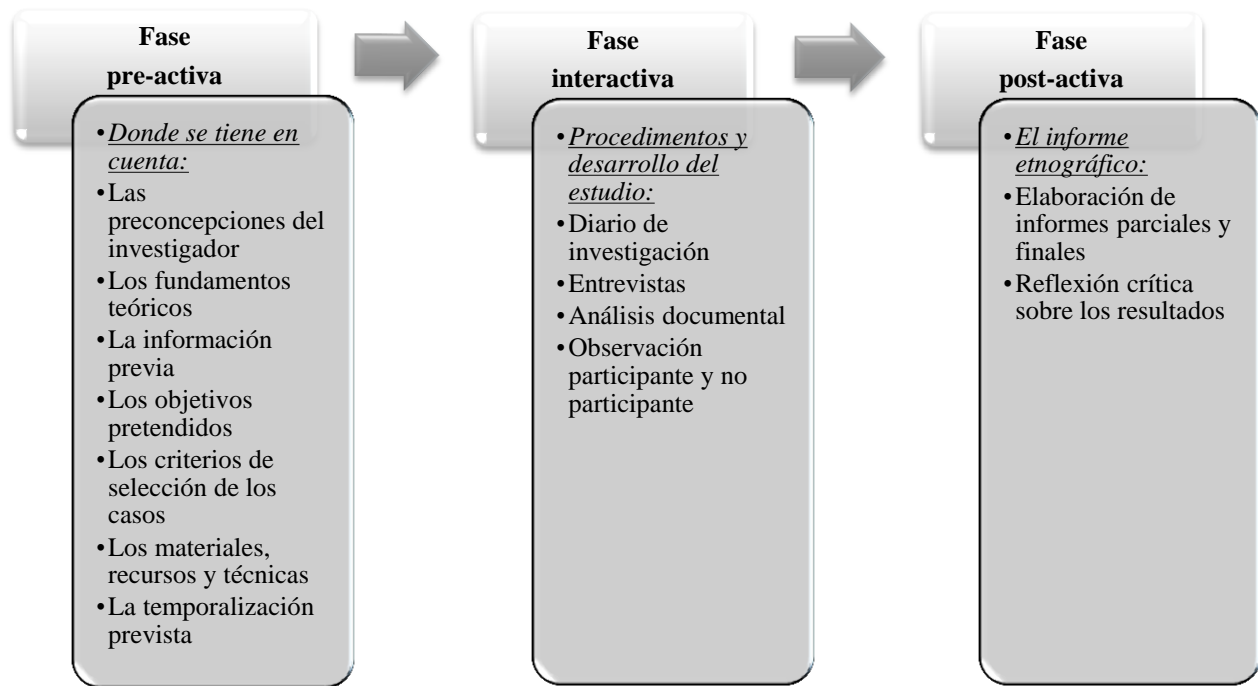 Fase
pre-activa
•Donde se tiene en
cuenta:
•Las
preconcepciones del
investigador
•Los fundamentos
teóricos
•La información
previa
•Los objetivos
pretendidos
•Los criterios de
selección de los
casos
•Los materiales,
recursos y técnicas
•La temporalización
prevista
Fase
interactiva
•Procedimentos y
desarrollo del
estudio:
•Diario de
investigación
•Entrevistas
•Análisis documental
•Observación
participante y no
participante
Fase
post-activa
•El informe
etnográfico:
•Elaboración de
informes parciales y
finales
•Reflexión crítica
sobre los resultados